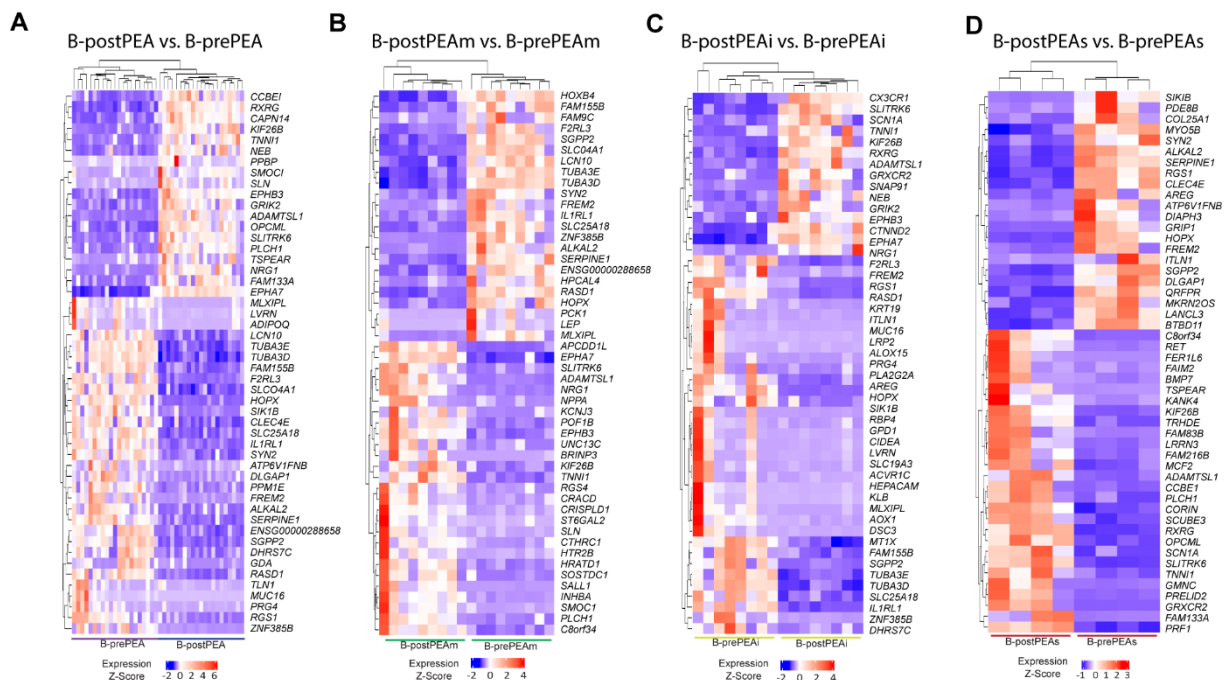 A
B-postPEA vs. B-prePEA
CCBEI
RXRG
CAPN14
KIF26B
TNNI1
NEB
PPBP
SMOCI
SLN
EPHB3
GRIK2
ADAMTSL1
OPCML
SLITRK6
PLCH1
TSPEAR
NRG1
FAM133A
EPHA7
MLXIPL
LVRN
ADIPOQ
LCN10
TUBA3E
TUBA3D
FAM155B
F2RL3
SLCO4A1
HOPX
SIK1B
CLEC4E
SLC25A18
IL1RL1
SYN2
ATP6V1FNB
DLGAP1
PPM1E
FREM2
ALKAL2
SERPINE1
ENSG00000288658
SGPP2
DHRS7C
GDA
RASD1
TLN1
MUC16
PRG4
RGS1
ZNF385B
B-prePEA B-postPEA
Expression
Z-Score
-2 0 2 4 6
B
B-postPEAm vs. B-prePEAm
HOXB4
FAM155B
FAM9C
F2RL3
SGPP2
SLC04A1
LCN10
TUBA3E
TUBA3D
SYN2
FREM2
IL1RL1
SLC25A18
ZNF385B
ALKAL2
SERPINE1
ENSG00000288658
HPCAL4
RASD1
HOPX
PCK1
LEP
MLXIPL
APCDD1L
EPHA7
SLITRK6
ADAMTSL1
NRG1
NPPA
KCNJ3
POF1B
EPHB3
UNC13C
BRINP3
KIF26B
TNNI1
RGS4
CRACD
CRISPLD1
ST6GAL2
SLN
CTHRC1
HTR2B
HRATD1
SOSTDC1
SALL1
INHBA
SMOC1
PLCH1
C8orf34
B-postPEAm B-prePEAm
Expression
Z-Score
-2 0 2 4
C
B-postPEAi vs. B-prePEAi
CX3CR1
SLITRK6
SCN1A
TNNI1
KIF26B
RXRG
ADAMTSL1
GRXCR2
SNAP91
NEB
GRIK2
EPHB3
CTNND2
EPHA7
NRG1
F2RL3
FREM2
RGS1
RASD1
KRT19
ITLN1
MUC16
LRP2
ALOX15
PRG4
PLA2G2A
AREG
HOPX
SIK1B
RBP4
GPD1
CIDEA
LVRN
SLC19A3
ACVR1C
HEPACAM
KLB
MLXIPL
AOX1
DSC3
MT1X
FAM155B
SGPP2
TUBA3E
TUBA3D
SLC25A18
IL1RL1
ZNF385B
DHRS7C
B-prePEAi B-postPEAi
Expression
Z-Score
-2 0 2 4
D
B-postPEAs vs. B-prePEAs
SIKIB
PDE8B
COL25A1
MYO5B
SYN2
ALKAL2
SERPINE1
RGS1
CLEC4E
AREG
ATP6V1FNB
DIAPH3
GRIP1
HOPX
FREM2
ITLN1
SGPP2
DLGAP1
QRFPR
MKRN2OS
LANCL3
BTBD11
C8orf34
RET
FER1L6
FAIM2
BMP7
TSPEAR
KANK4
KIF26B
TRHDE
FAM83B
LRRN3
FAM216B
MCF2
ADAMTSL1
CCBE1
PLCH1
CORIN
SCUBE3
RXRG
OPCML
SCN1A
SLITRK6
TNNI1
GMNC
PRELID2
GRXCR2
FAM133A
PRF1
B-postPEAs B-prePEAs
Expression
Z-Score
-1 0 1 2 3